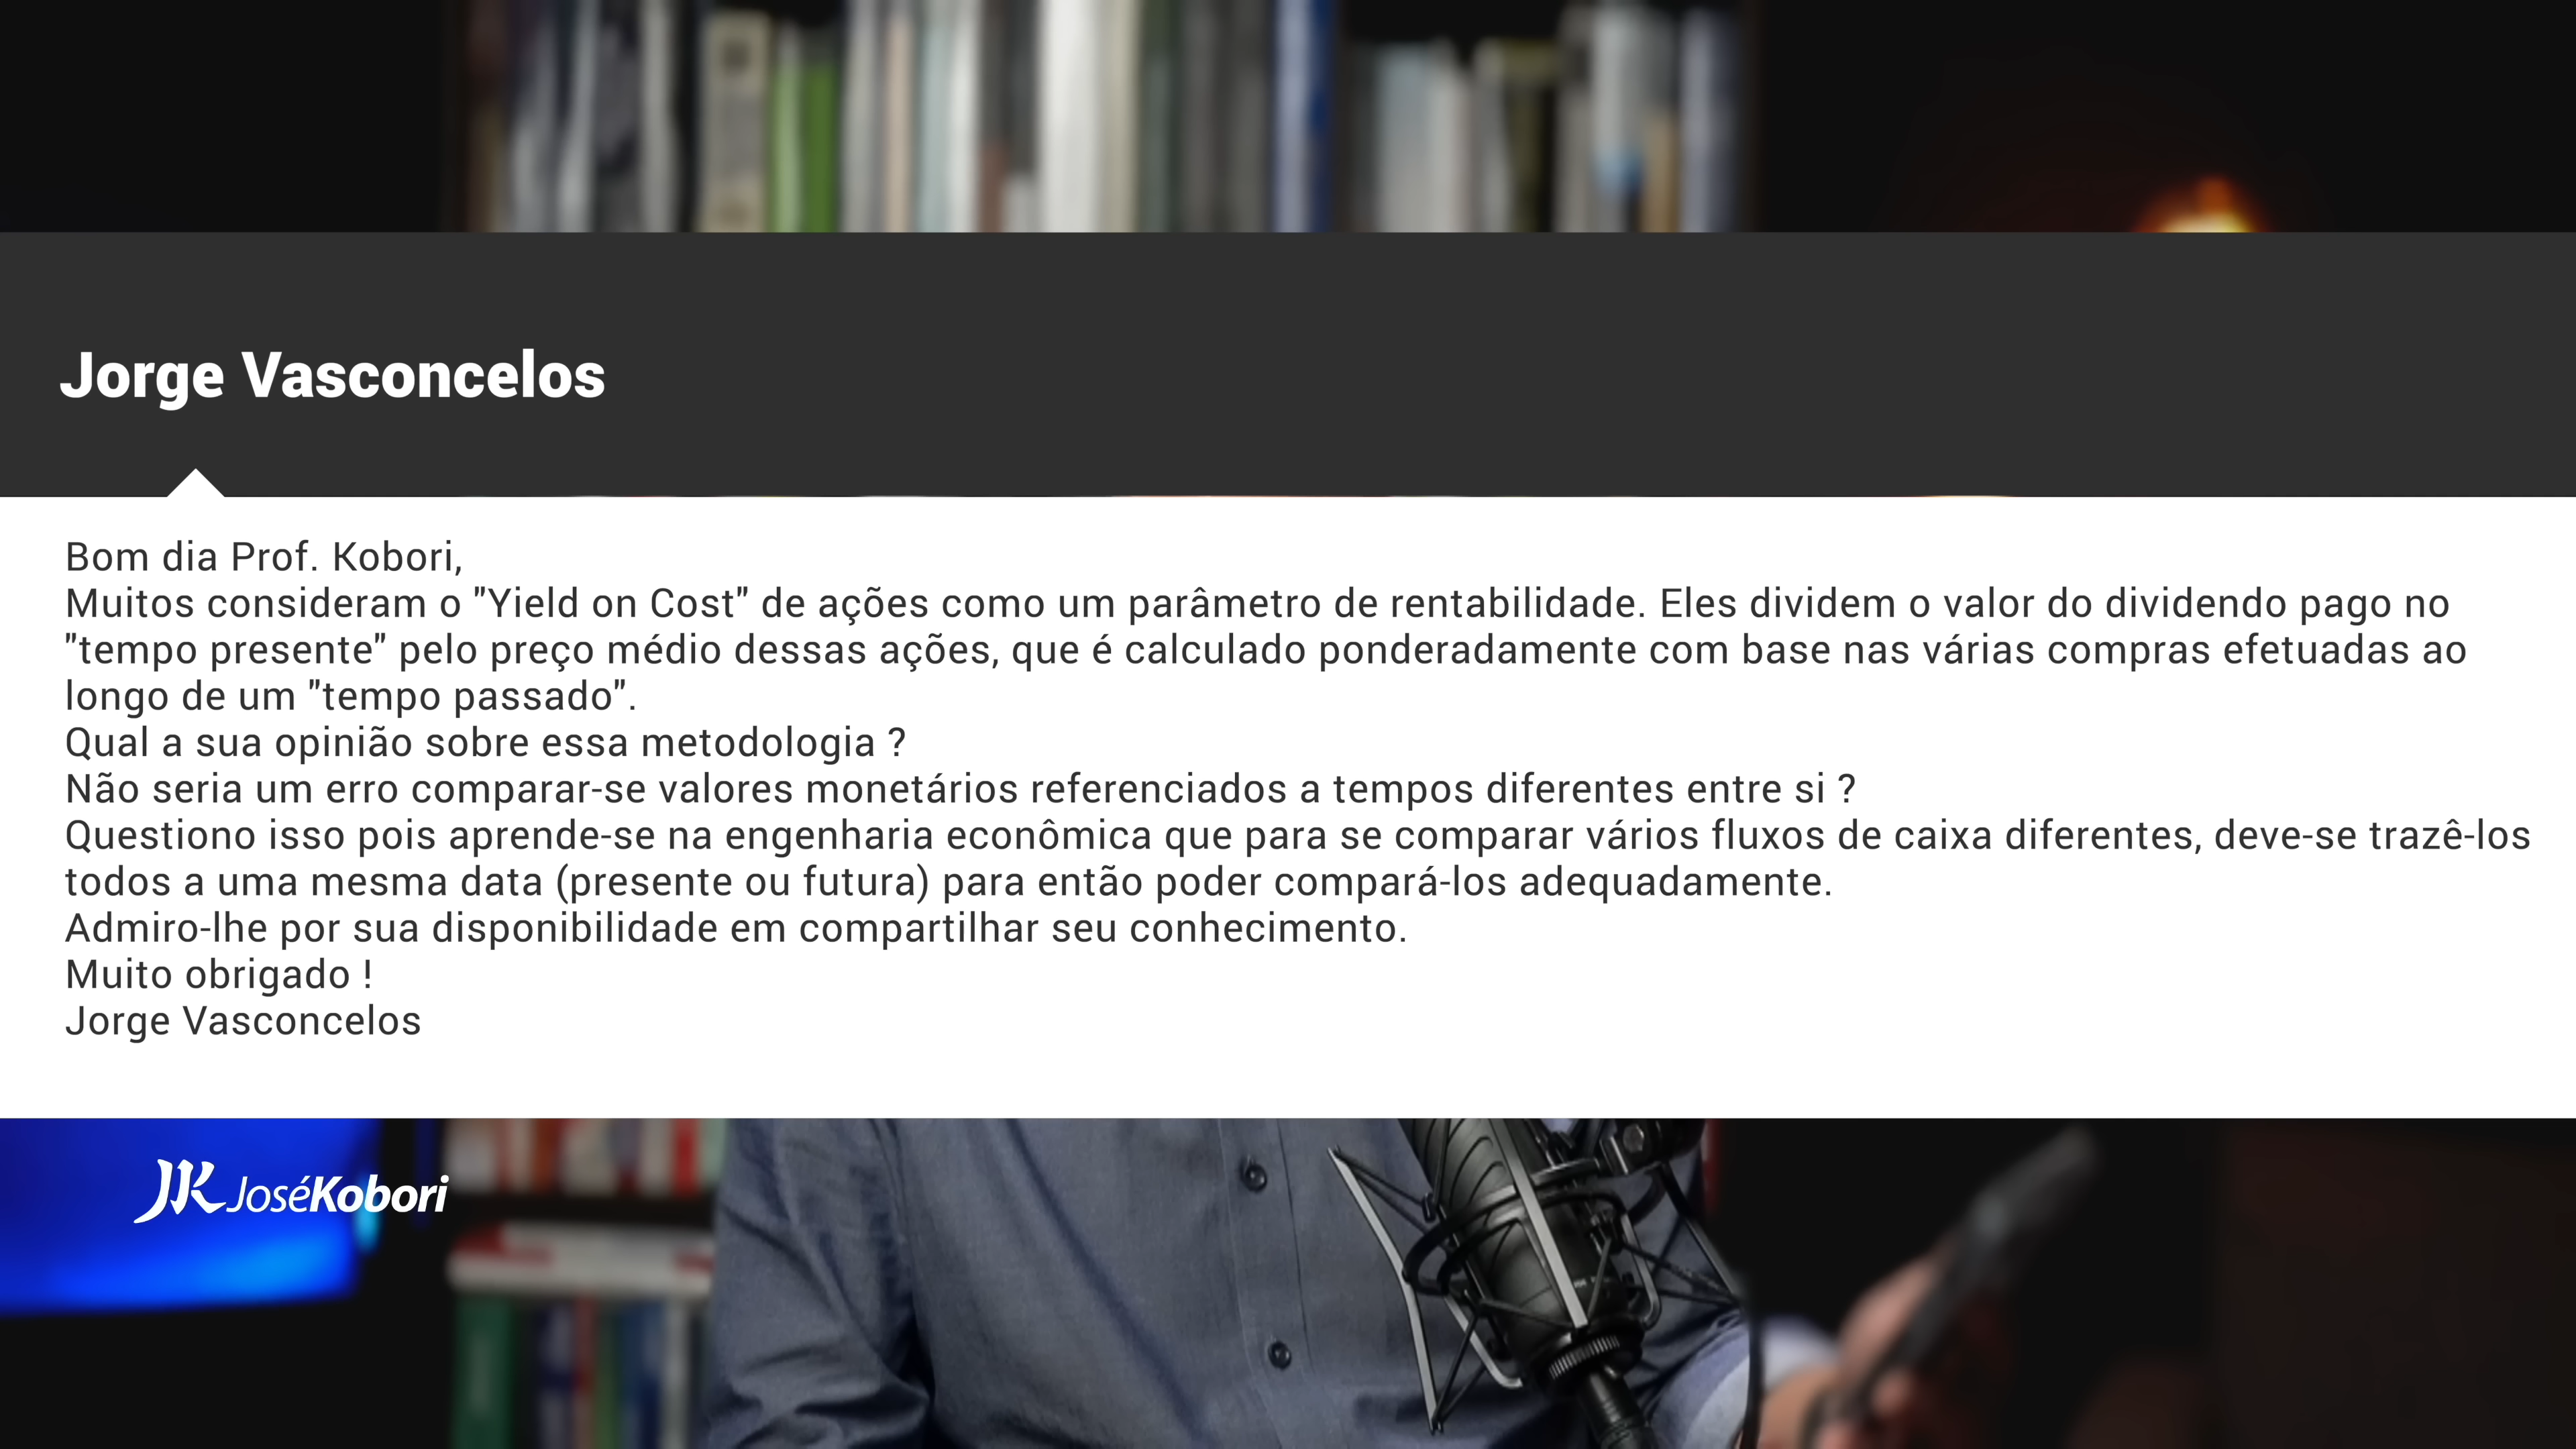 Jorge Vasconcelos
Bom dia Prof. Kobori,
Muitos consideram o "Yield on Cost" de ações como um parâmetro de rentabilidade. Eles dividem o valor do dividendo pago no
"tempo presente" pelo preço médio dessas ações, que é calculado ponderadamente com base nas várias compras efetuadas ao
longo de um "tempo passado".
Qual a sua opinião sobre essa metodologia ?
Não seria um erro comparar-se valores monetários referenciados a tempos diferentes entre si ?
Questiono isso pois aprende-se na engenharia econômica que para se comparar vários fluxos de caixa diferentes, deve-se trazê-los
todos a uma mesma data (presente ou futura) para então poder compará-los adequadamente.
Admiro-lhe por sua disponibilidade em compartilhar seu conhecimento.
Muito obrigado !
Jorge Vasconcelos
JK JoséKobori